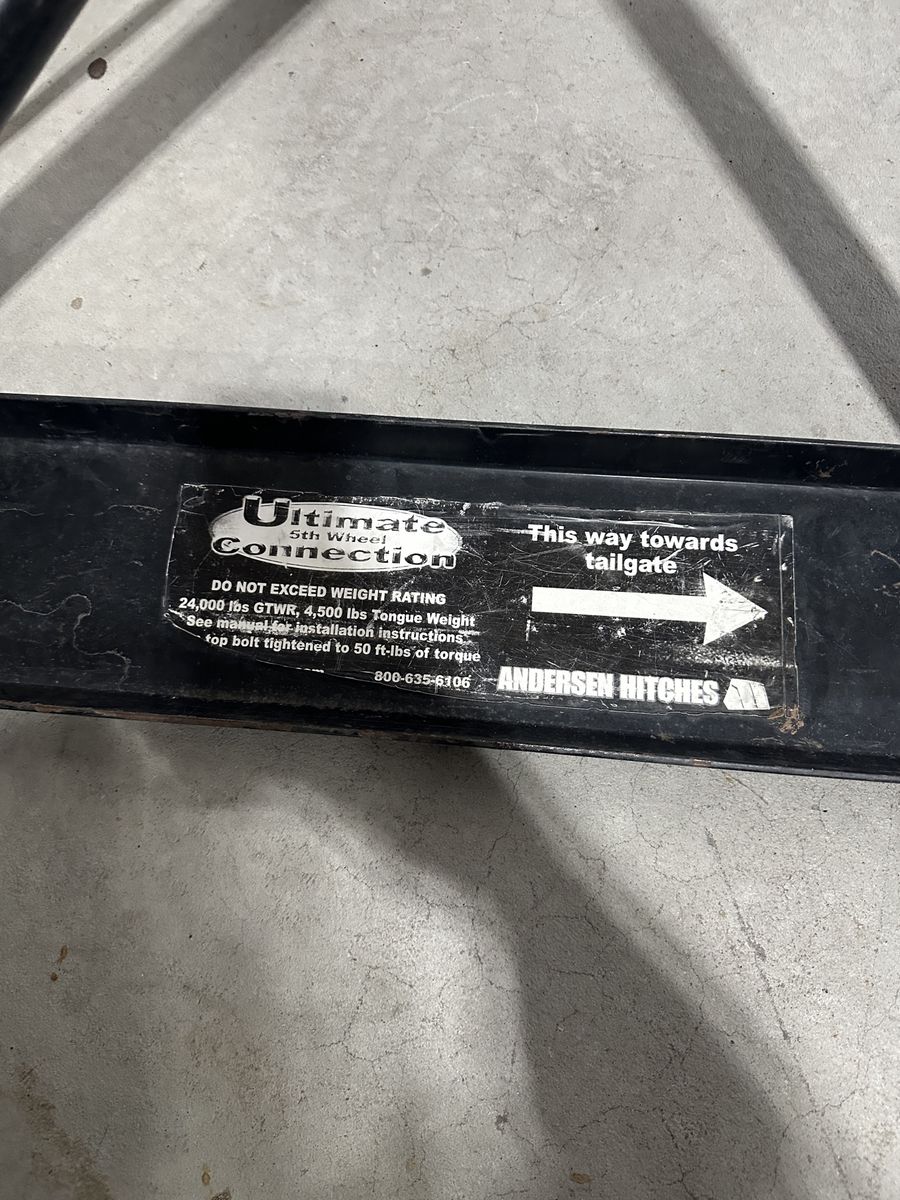 Ultimate
5th Wheel
Connection
DO NOT EXCEED WEIGHT RATING
24,000 lbs GTWR, 4,500 lbs Tongue Weight
See manual for installation instructions
top bolt tightened to 50 ft-lbs of torque
800-635-6106
This way towards
tailgate
ANDERSEN HITCHES